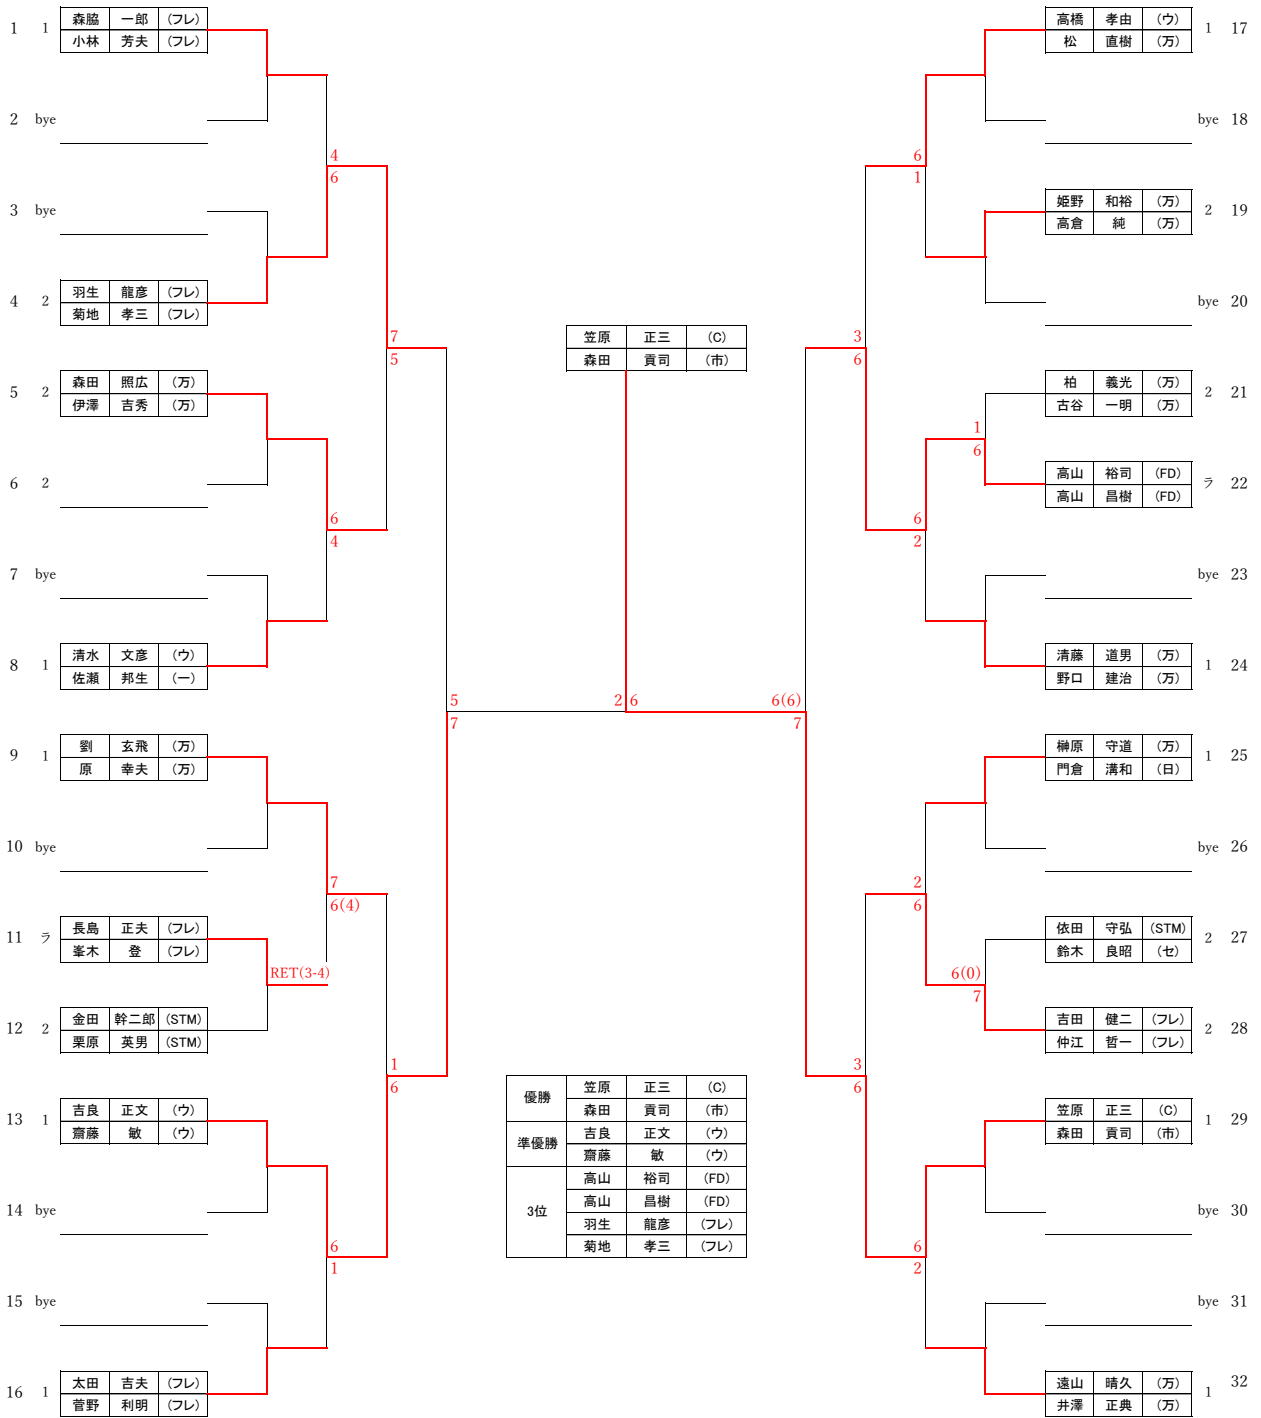 1 1 森脇 一郎 (フレ)
小林 芳夫 (フレ)
2 bye
3 bye
4 2 羽生 龍彦 (フレ)
菊地 孝三 (フレ)
5 2 森田 照広 (万)
伊澤 吉秀 (万)
6 2
7 bye
8 1 清水 文彦 (ウ)
佐瀬 邦生 (一)
9 1 劉 玄飛 (万)
原 幸夫 (万)
10 bye
11 ラ 長島 正夫 (フレ)
峯木 登 (フレ)
12 2 金田 幹二郎 (STM)
栗原 英男 (STM)
13 1 吉良 正文 (ウ)
齋藤 敏 (ウ)
14 bye
15 bye
16 1 太田 吉夫 (フレ)
菅野 利明 (フレ)
4
6
6
4
7
6(4)
RET(3-4)
6
1
7
5
1
6
5
7
笠原 正三 (C)
森田 貢司 (市)
2 6
6(6)
7
優勝 笠原 正三 (C)
森田 貢司 (市)
準優勝 吉良 正文 (ウ)
齋藤 敏 (ウ)
3位 高山 裕司 (FD)
高山 昌樹 (FD)
羽生 龍彦 (フレ)
菊地 孝三 (フレ)
3
6
3
6
6
1
6
2
2
6
6
2
1
6
6(0)
7
高橋 孝由 (ウ) 1 17
松 直樹 (万)
bye 18
姫野 和裕 (万) 2 19
高倉 純 (万)
bye 20
柏 義光 (万) 2 21
古谷 一明 (万)
高山 裕司 (FD) ラ 22
高山 昌樹 (FD)
bye 23
清藤 道男 (万) 1 24
野口 建治 (万)
榊原 守道 (万) 1 25
門倉 溝和 (日)
bye 26
依田 守弘 (STM) 2 27
鈴木 良昭 (セ)
吉田 健二 (フレ) 2 28
仲江 哲一 (フレ)
笠原 正三 (C) 1 29
森田 貢司 (市)
bye 30
bye 31
遠山 晴久 (万) 1 32
井澤 正典 (万)